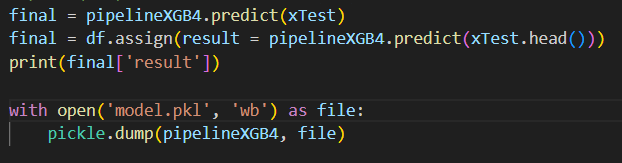 final = pipelineXGB4.predict(xTest)
final = df.assign(result = pipelineXGB4.predict(xTest.head()))
print(final['result'])

with open('model.pkl', 'wb') as file:
    pickle.dump(pipelineXGB4, file)